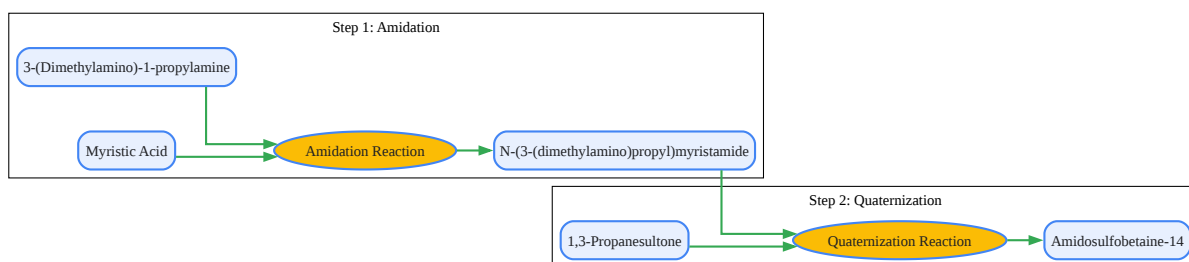 Step 1: Amidation
3-(Dimethylamino)-1-propylamine
Myristic Acid
Amidation Reaction
N-(3-(dimethylamino)propyl)myristamide
Step 2: Quaternization
1,3-Propanesultone
Quaternization Reaction
Amidosulfobetaine-14